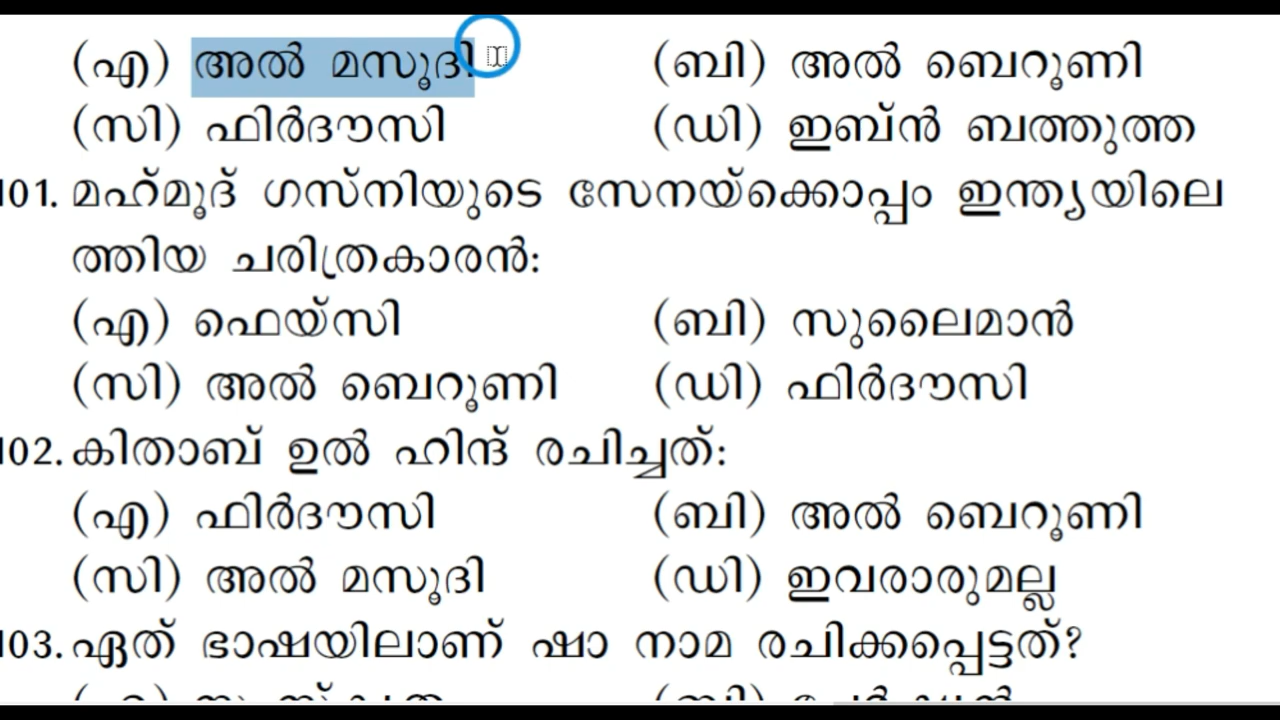 (എ) അൽ മസൂദി (ബി) അൽ ബെറൂണി
(സി) ഫിർദൗസി (ഡി) ഇബ്ൻ ബത്തുത്ത
101. മഹ്മൂദ് ഗസ്നിയുടെ സേനയ്ക്കൊപ്പം ഇന്ത്യയിലെ
ത്തിയ ചരിത്രകാരൻ:
(എ) ഫെയ്സി (ബി) സുലൈമാൻ
(സി) അൽ ബെറൂണി (ഡി) ഫിർദൗസി
102. കിതാബ് ഉൽ ഹിന്ദ് രചിച്ചത്:
(എ) ഫിർദൗസി (ബി) അൽ ബെറൂണി
(സി) അൽ മസൂദി (ഡി) ഇവരാരുമല്ല
103. ഏത് ഭാഷയിലാണ് ഷാ നാമ രചിക്കപ്പെട്ടത്?